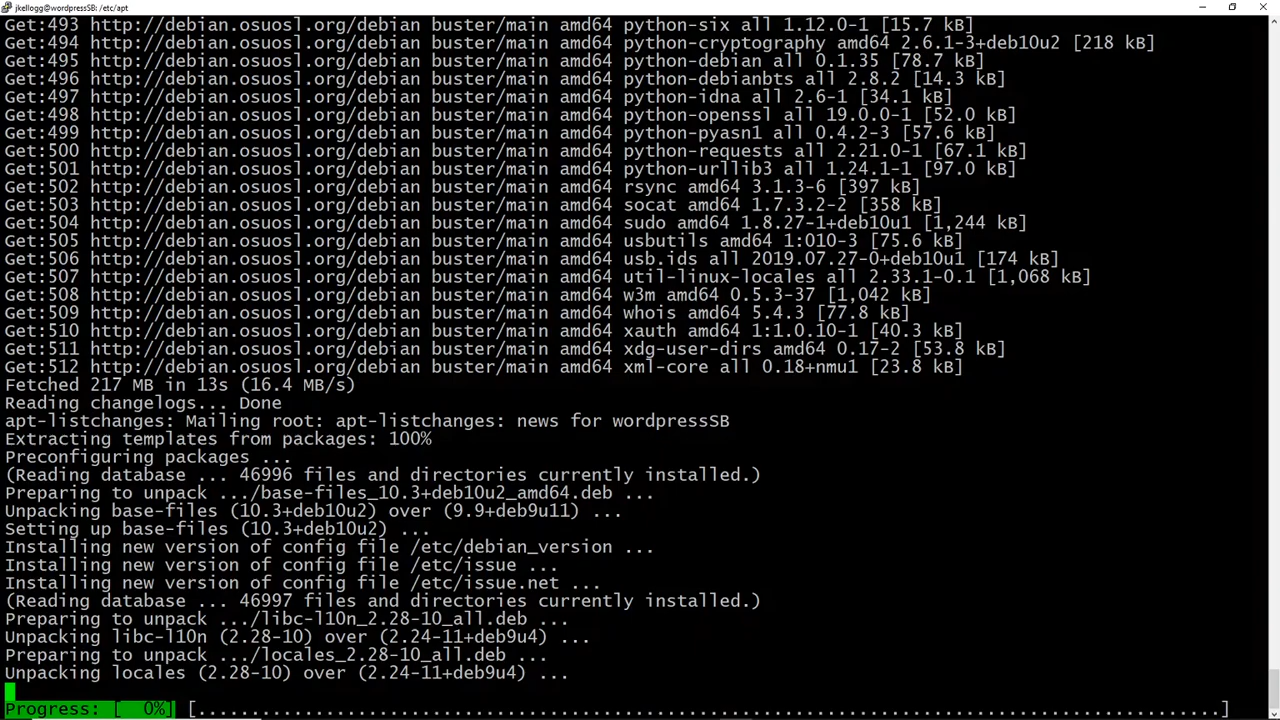 jkellogg@wordpressSB: /etc/apt
Get:493 http://debian.osuosl.org/debian buster/main amd64 python-six all 1.12.0-1 [15.7 kB]
Get:494 http://debian.osuosl.org/debian buster/main amd64 python-cryptography amd64 2.6.1-3+deb10u2 [218 kB]
Get:495 http://debian.osuosl.org/debian buster/main amd64 python-debian all 0.1.35 [78.7 kB]
Get:496 http://debian.osuosl.org/debian buster/main amd64 python-debianbts all 2.8.2 [14.3 kB]
Get:497 http://debian.osuosl.org/debian buster/main amd64 python-idna all 2.6-1 [34.1 kB]
Get:498 http://debian.osuosl.org/debian buster/main amd64 python-openssl all 19.0.0-1 [52.0 kB]
Get:499 http://debian.osuosl.org/debian buster/main amd64 python-pyasn1 all 0.4.2-3 [57.6 kB]
Get:500 http://debian.osuosl.org/debian buster/main amd64 python-requests all 2.21.0-1 [67.1 kB]
Get:501 http://debian.osuosl.org/debian buster/main amd64 python-urllib3 all 1.24.1-1 [97.0 kB]
Get:502 http://debian.osuosl.org/debian buster/main amd64 rsync amd64 3.1.3-6 [397 kB]
Get:503 http://debian.osuosl.org/debian buster/main amd64 socat amd64 1.7.3.2-2 [358 kB]
Get:504 http://debian.osuosl.org/debian buster/main amd64 sudo amd64 1.8.27-1+deb10u1 [1,244 kB]
Get:505 http://debian.osuosl.org/debian buster/main amd64 usbutils amd64 1:010-3 [75.6 kB]
Get:506 http://debian.osuosl.org/debian buster/main amd64 usb.ids all 2019.07.27-0+deb10u1 [174 kB]
Get:507 http://debian.osuosl.org/debian buster/main amd64 util-linux-locales all 2.33.1-0.1 [1,068 kB]
Get:508 http://debian.osuosl.org/debian buster/main amd64 w3m amd64 0.5.3-37 [1,042 kB]
Get:509 http://debian.osuosl.org/debian buster/main amd64 whois amd64 5.4.3 [77.8 kB]
Get:510 http://debian.osuosl.org/debian buster/main amd64 xauth amd64 1:1.0.10-1 [40.3 kB]
Get:511 http://debian.osuosl.org/debian buster/main amd64 xdg-user-dirs amd64 0.17-2 [53.8 kB]
Get:512 http://debian.osuosl.org/debian buster/main amd64 xml-core all 0.18+nmu1 [23.8 kB]
Fetched 217 MB in 13s (16.4 MB/s)
Reading changelogs... Done
apt-listchanges: Mailing root: apt-listchanges: news for wordpressSB
Extracting templates from packages: 100%
Preconfiguring packages ...
(Reading database ... 46996 files and directories currently installed.)
Preparing to unpack .../base-files_10.3+deb10u2_amd64.deb ...
Unpacking base-files (10.3+deb10u2) over (9.9+deb9u11) ...
Setting up base-files (10.3+deb10u2) ...
Installing new version of config file /etc/debian_version ...
Installing new version of config file /etc/issue ...
Installing new version of config file /etc/issue.net ...
(Reading database ... 46997 files and directories currently installed.)
Preparing to unpack .../libc-l10n_2.28-10_all.deb ...
Unpacking libc-l10n (2.28-10) over (2.24-11+deb9u4) ...
Preparing to unpack .../locales_2.28-10_all.deb ...
Unpacking locales (2.28-10) over (2.24-11+deb9u4) ...
Progress: [  0%] [................................................................................................]